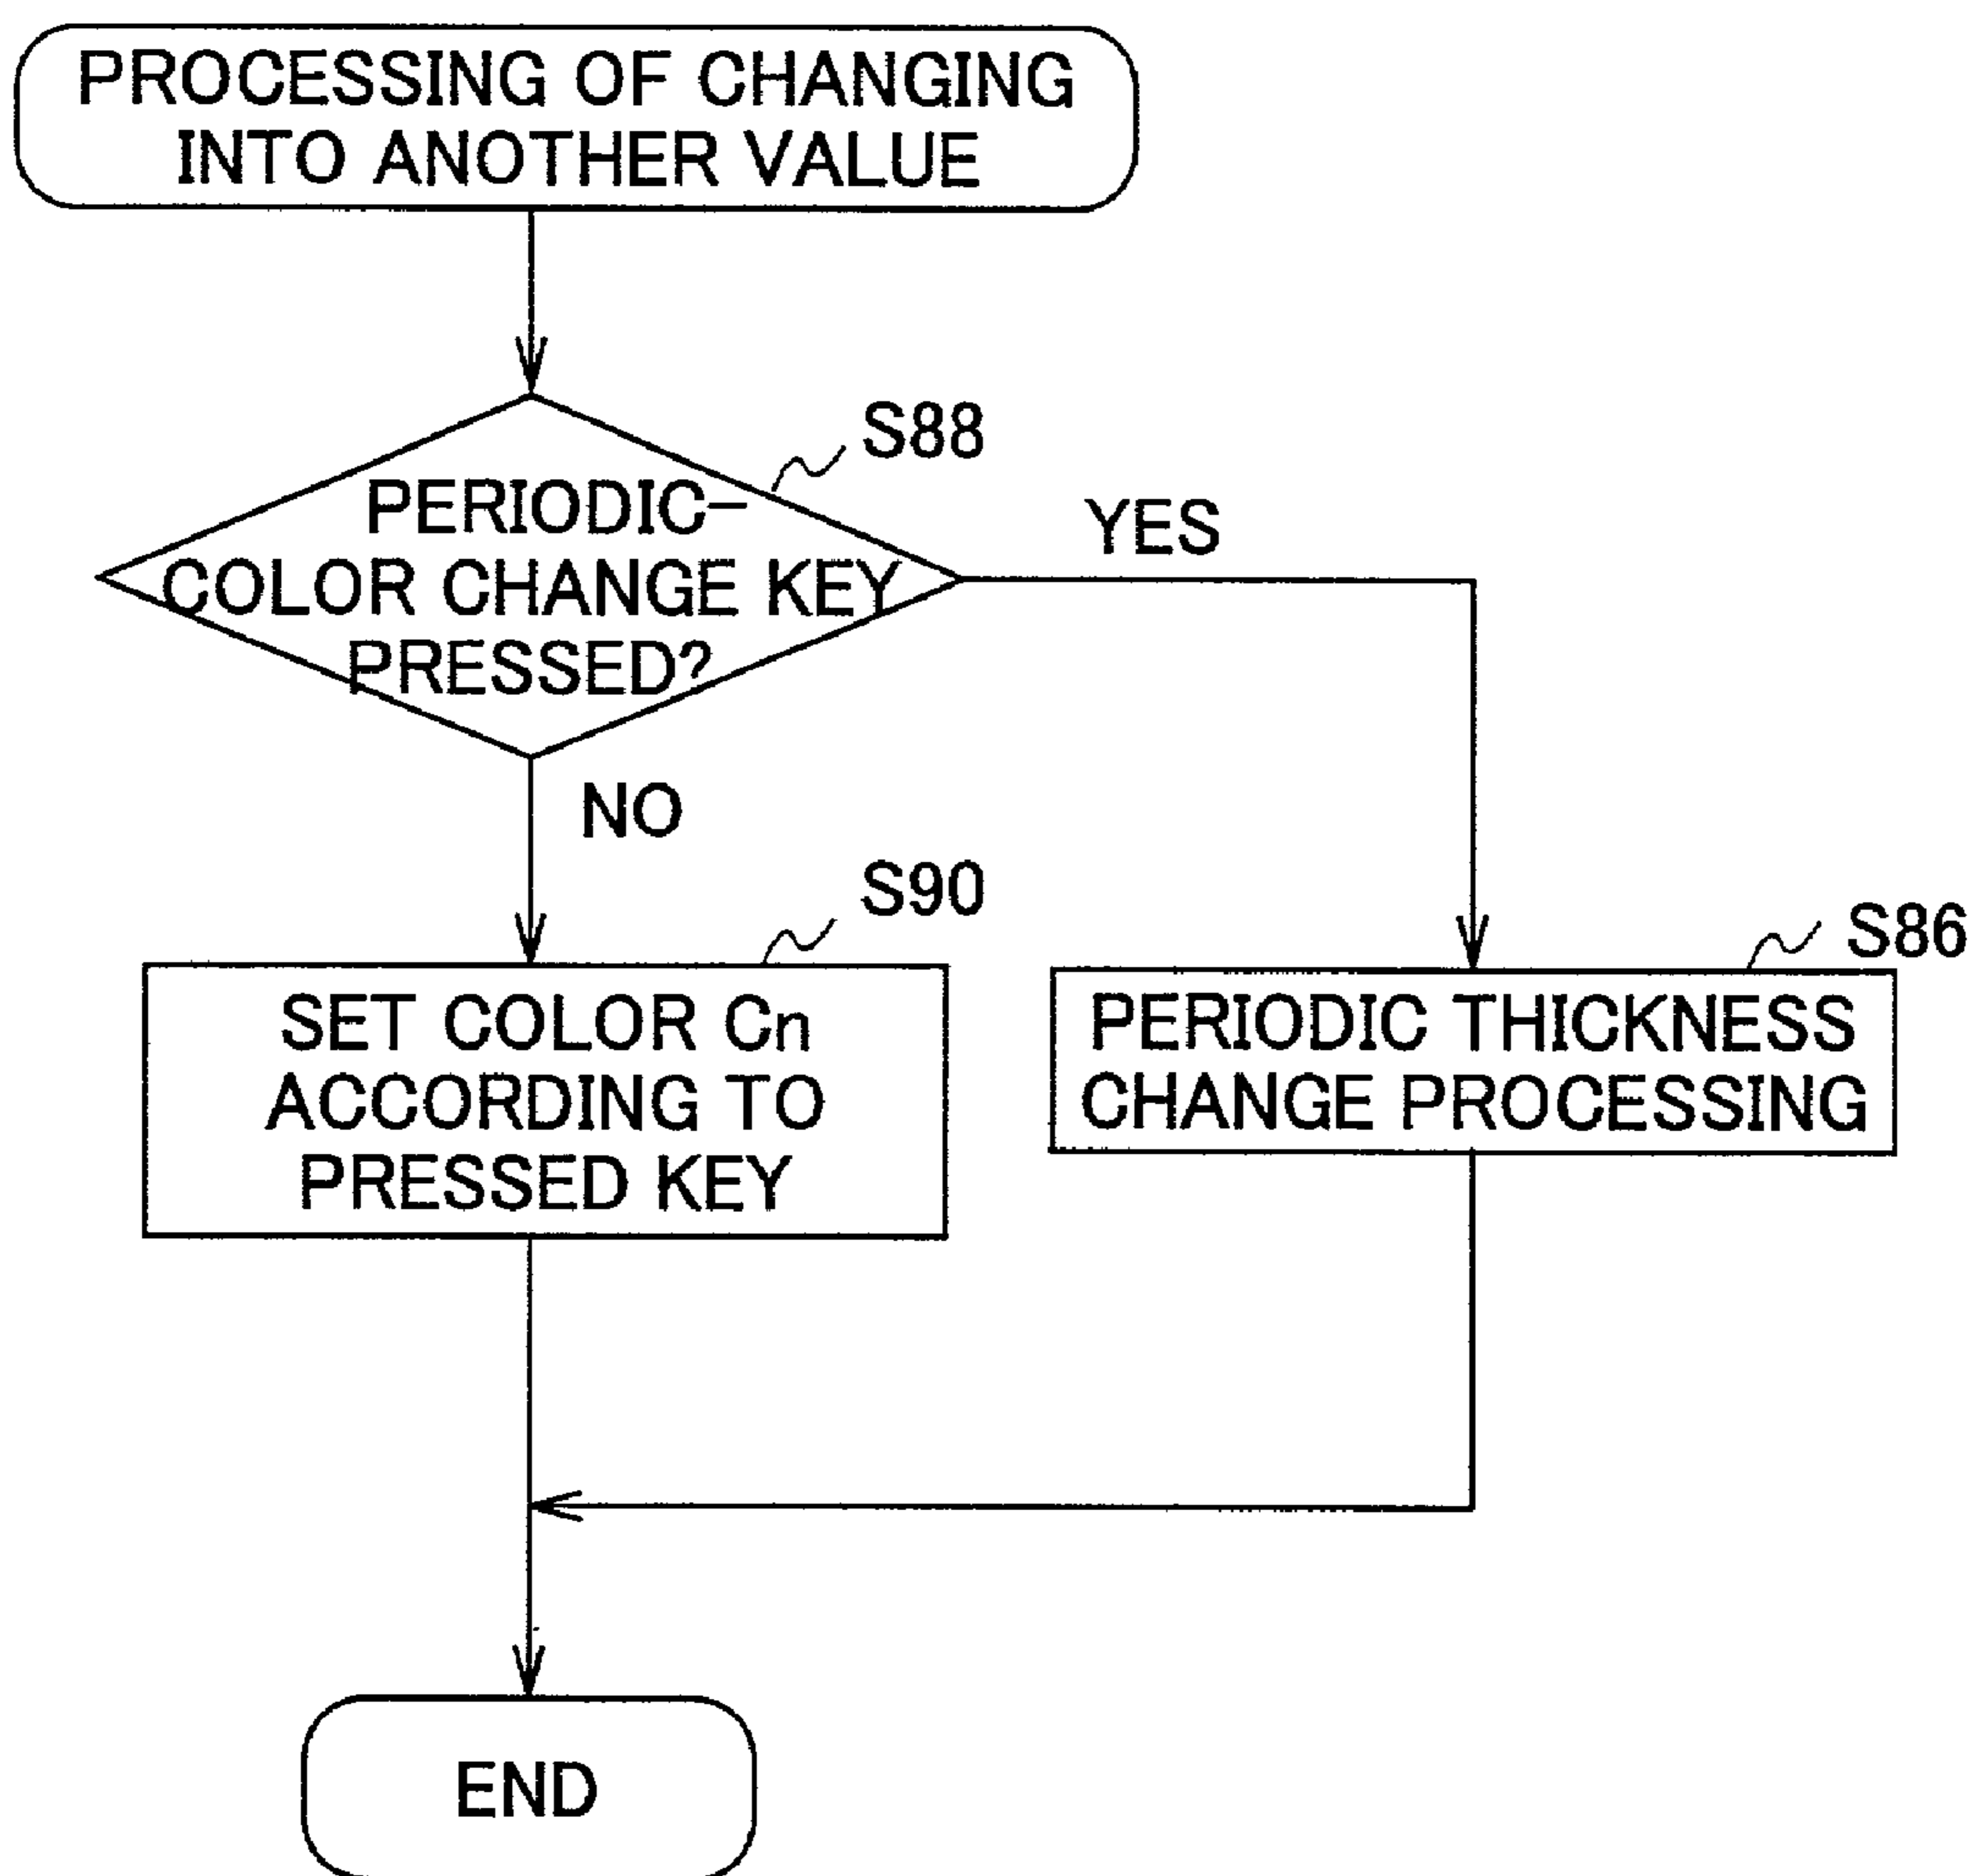 PROCESSING OF CHANGING
INTO ANOTHER VALUE
S88
PERIODIC-
COLOR CHANGE KEY
PRESSED?
YES
NO
S90
SET COLOR Cn
ACCORDING TO
PRESSED KEY
S86
PERIODIC THICKNESS
CHANGE PROCESSING
END